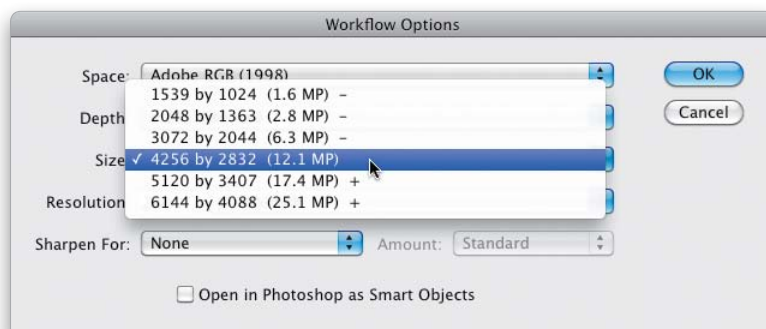 Workflow Options
Space: Adobe RGB (1998)
OK
1539 by 1024 (1.6 MP) –
Depth
2048 by 1363 (2.8 MP) –
Cancel
3072 by 2044 (6.3 MP) –
Size ✓ 4256 by 2832 (12.1 MP)
5120 by 3407 (17.4 MP) +
Resolution
6144 by 4088 (25.1 MP) +
Sharpen For: None Amount: Standard
Open in Photoshop as Smart Objects